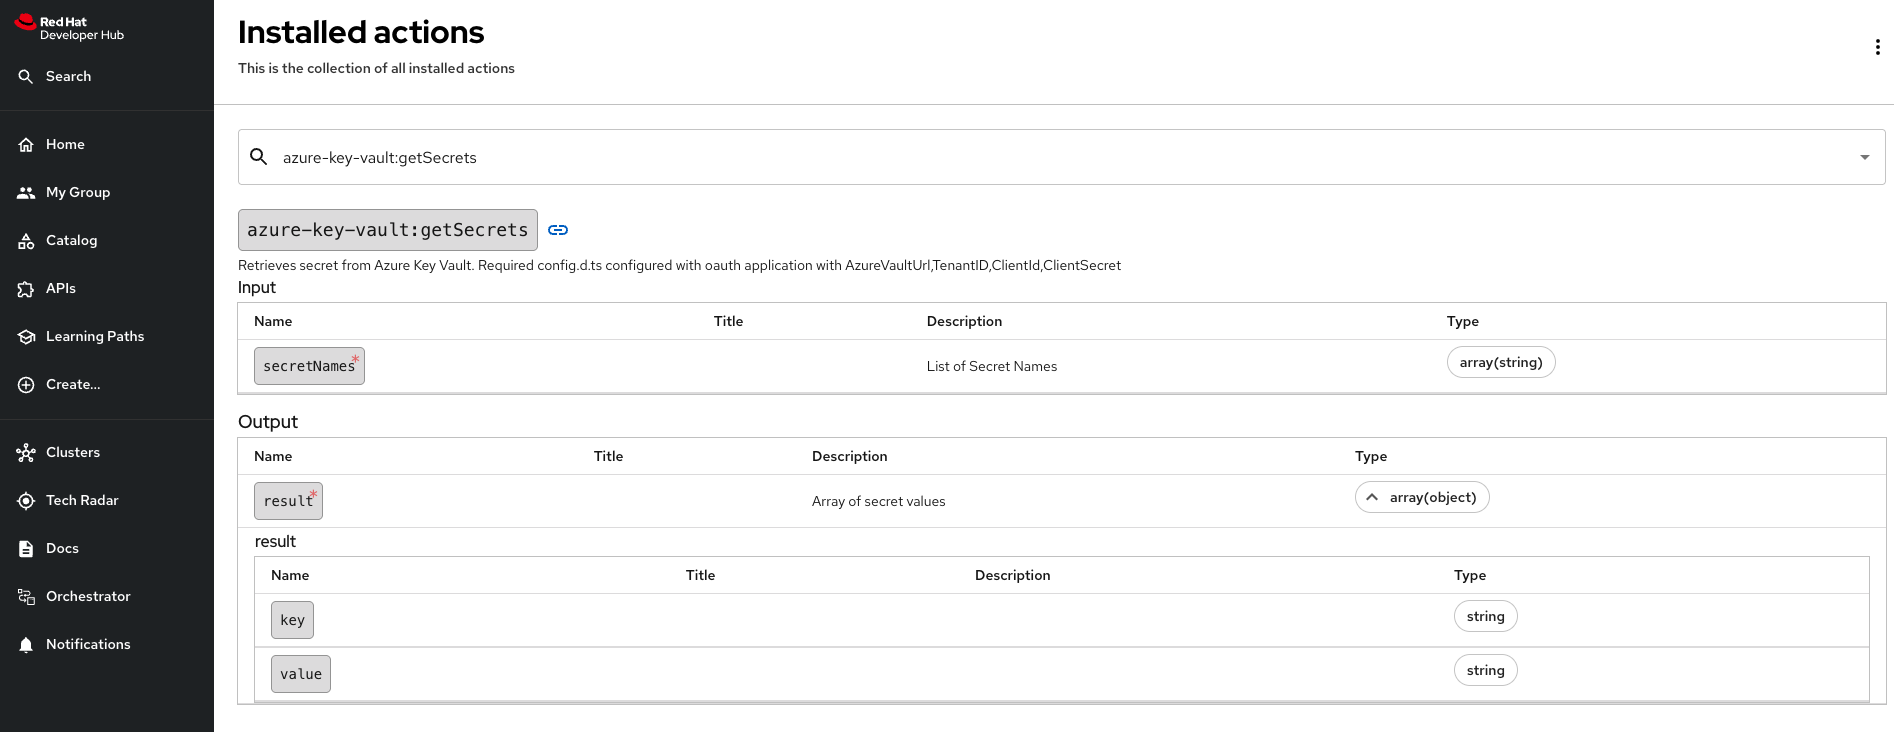 Red Hat
Developer Hub
Search
Home
My Group
Catalog
APIs
Learning Paths
Create...
Clusters
Tech Radar
Docs
Orchestrator
Notifications
Installed actions
This is the collection of all installed actions
azure-key-vault:getSecrets
azure-key-vault:getSecrets
Retrieves secret from Azure Key Vault. Required config.d.ts configured with oauth application with AzureVaultUrl,TenantID,ClientId,ClientSecret
Input
Name Title Description Type
secretNames* List of Secret Names array(string)
Output
Name Title Description Type
result* Array of secret values array(object)
result
Name Title Description Type
key string
value string